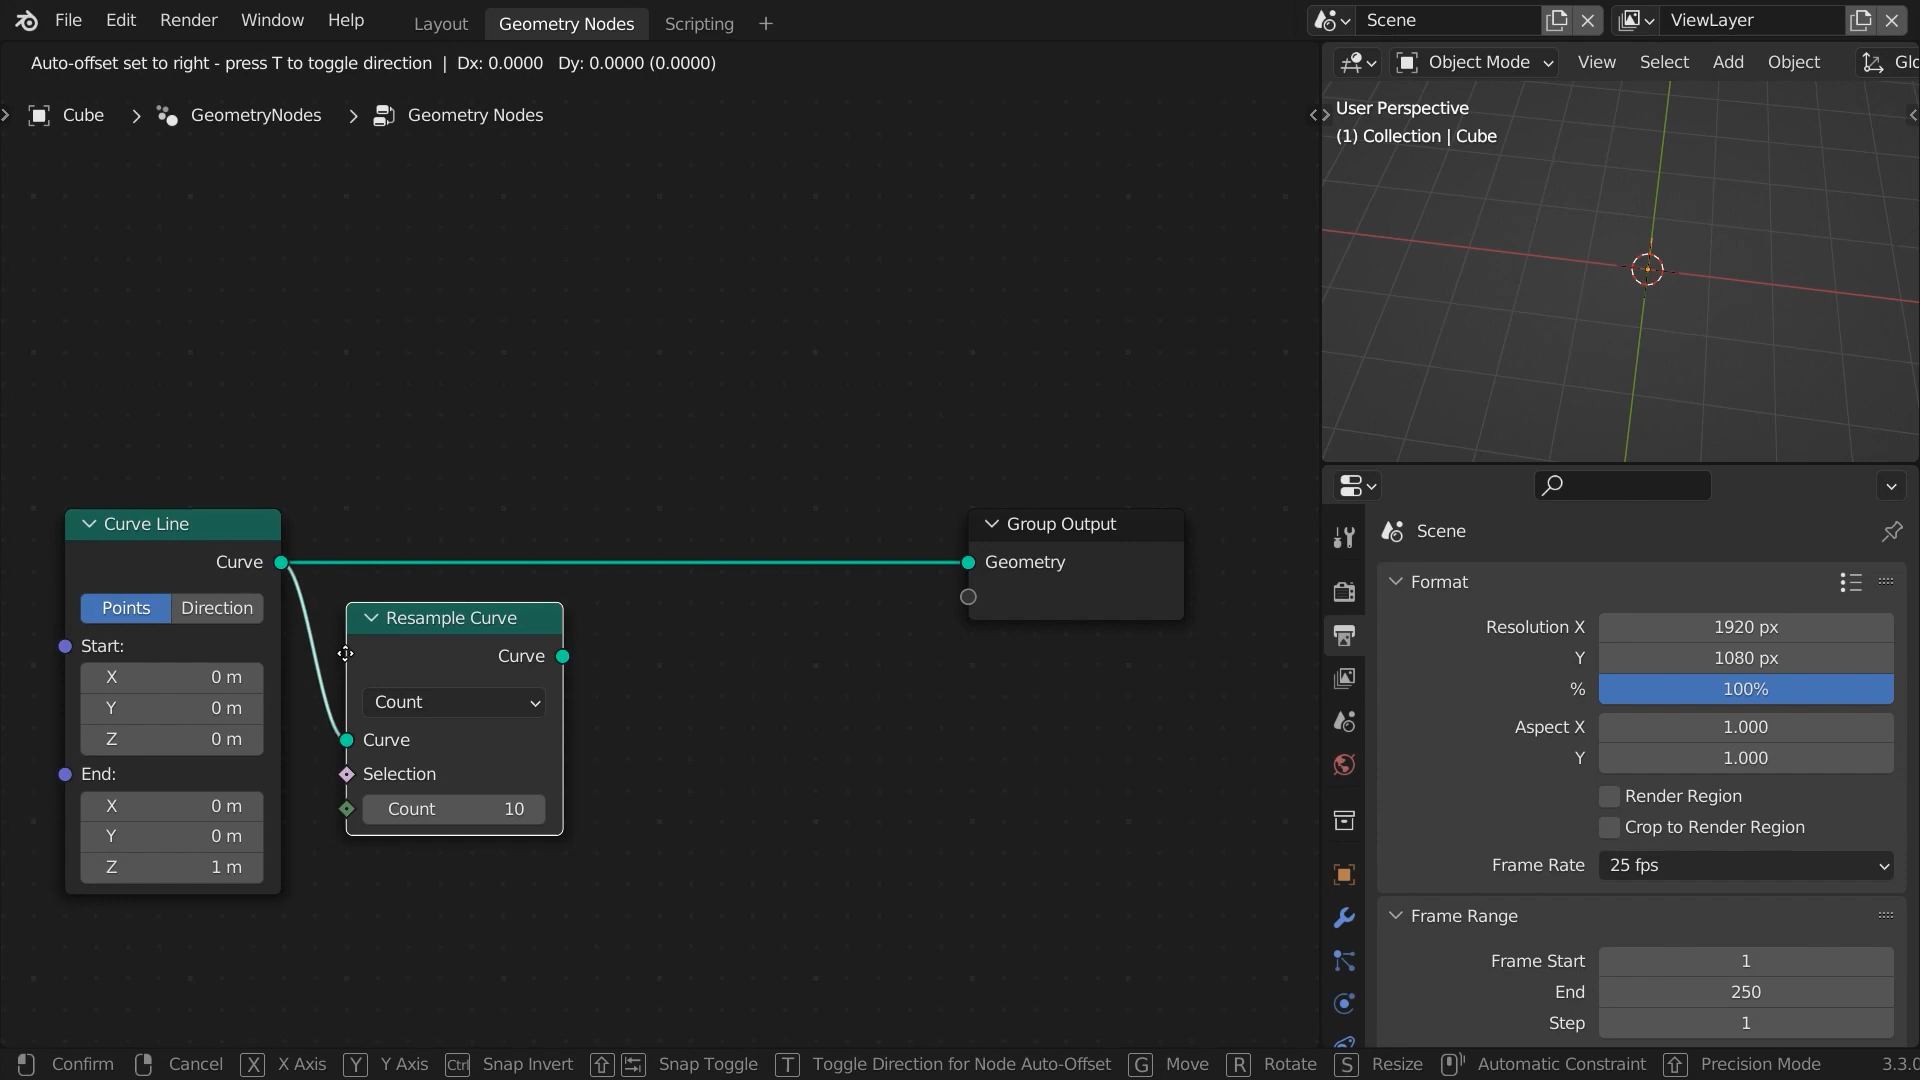 File Edit Render Window Help Layout Geometry Nodes Scripting + Scene ViewLayer
Auto-offset set to right - press T to toggle direction | Dx: 0.0000 Dy: 0.0000 (0.0000)
Object Mode View Select Add Object Glo
Cube > GeometryNodes > Geometry Nodes
User Perspective
(1) Collection | Cube
Curve Line
Curve
Points Direction
Start:
X 0 m
Y 0 m
Z 0 m
End:
X 0 m
Y 0 m
Z 1 m
Resample Curve
Curve
Count
Curve
Selection
Count 10
Group Output
Geometry
Scene
Format
Resolution X 1920 px
Y 1080 px
% 100%
Aspect X 1.000
Y 1.000
Render Region
Crop to Render Region
Frame Rate 25 fps
Frame Range
Frame Start 1
End 250
Step 1
Confirm Cancel X X Axis Y Y Axis Ctrl Snap Invert Snap Toggle T Toggle Direction for Node Auto-Offset G Move R Rotate S Resize Automatic Constraint Precision Mode 3.3.0